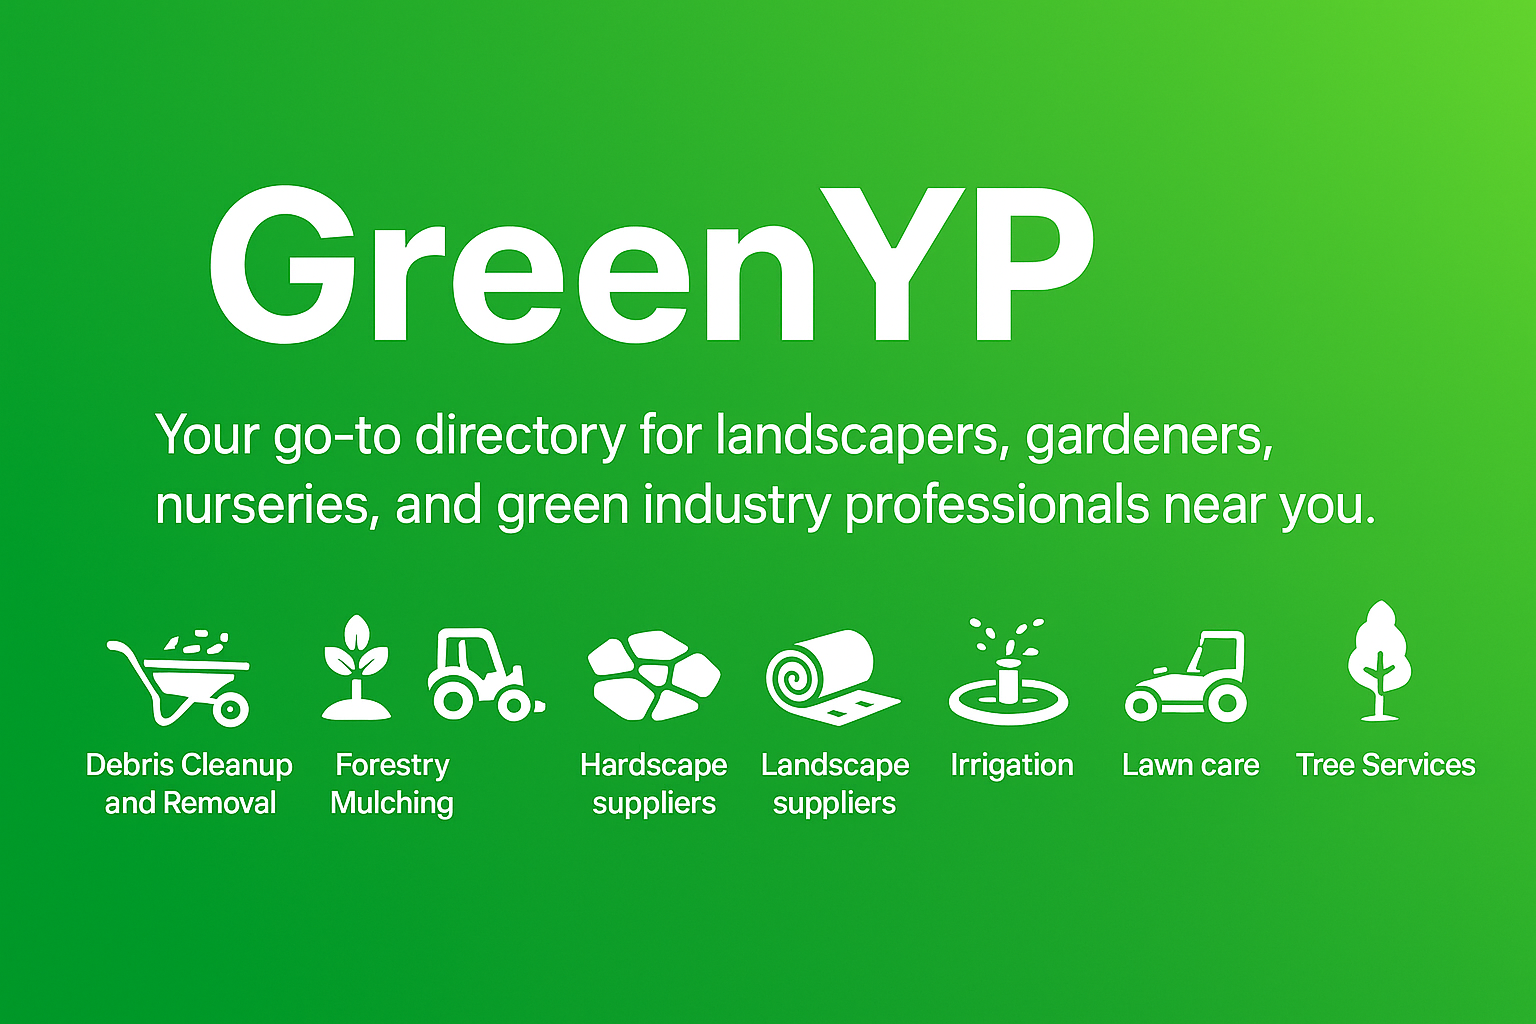 GreenYP
Your go-to directory for landscapers, gardeners,
nurseries, and green industry professionals near you.
Debris Cleanup
and Removal
Forestry
Mulching
Hardscape
suppliers
Landscape
suppliers
Irrigation
Lawn care
Tree Services